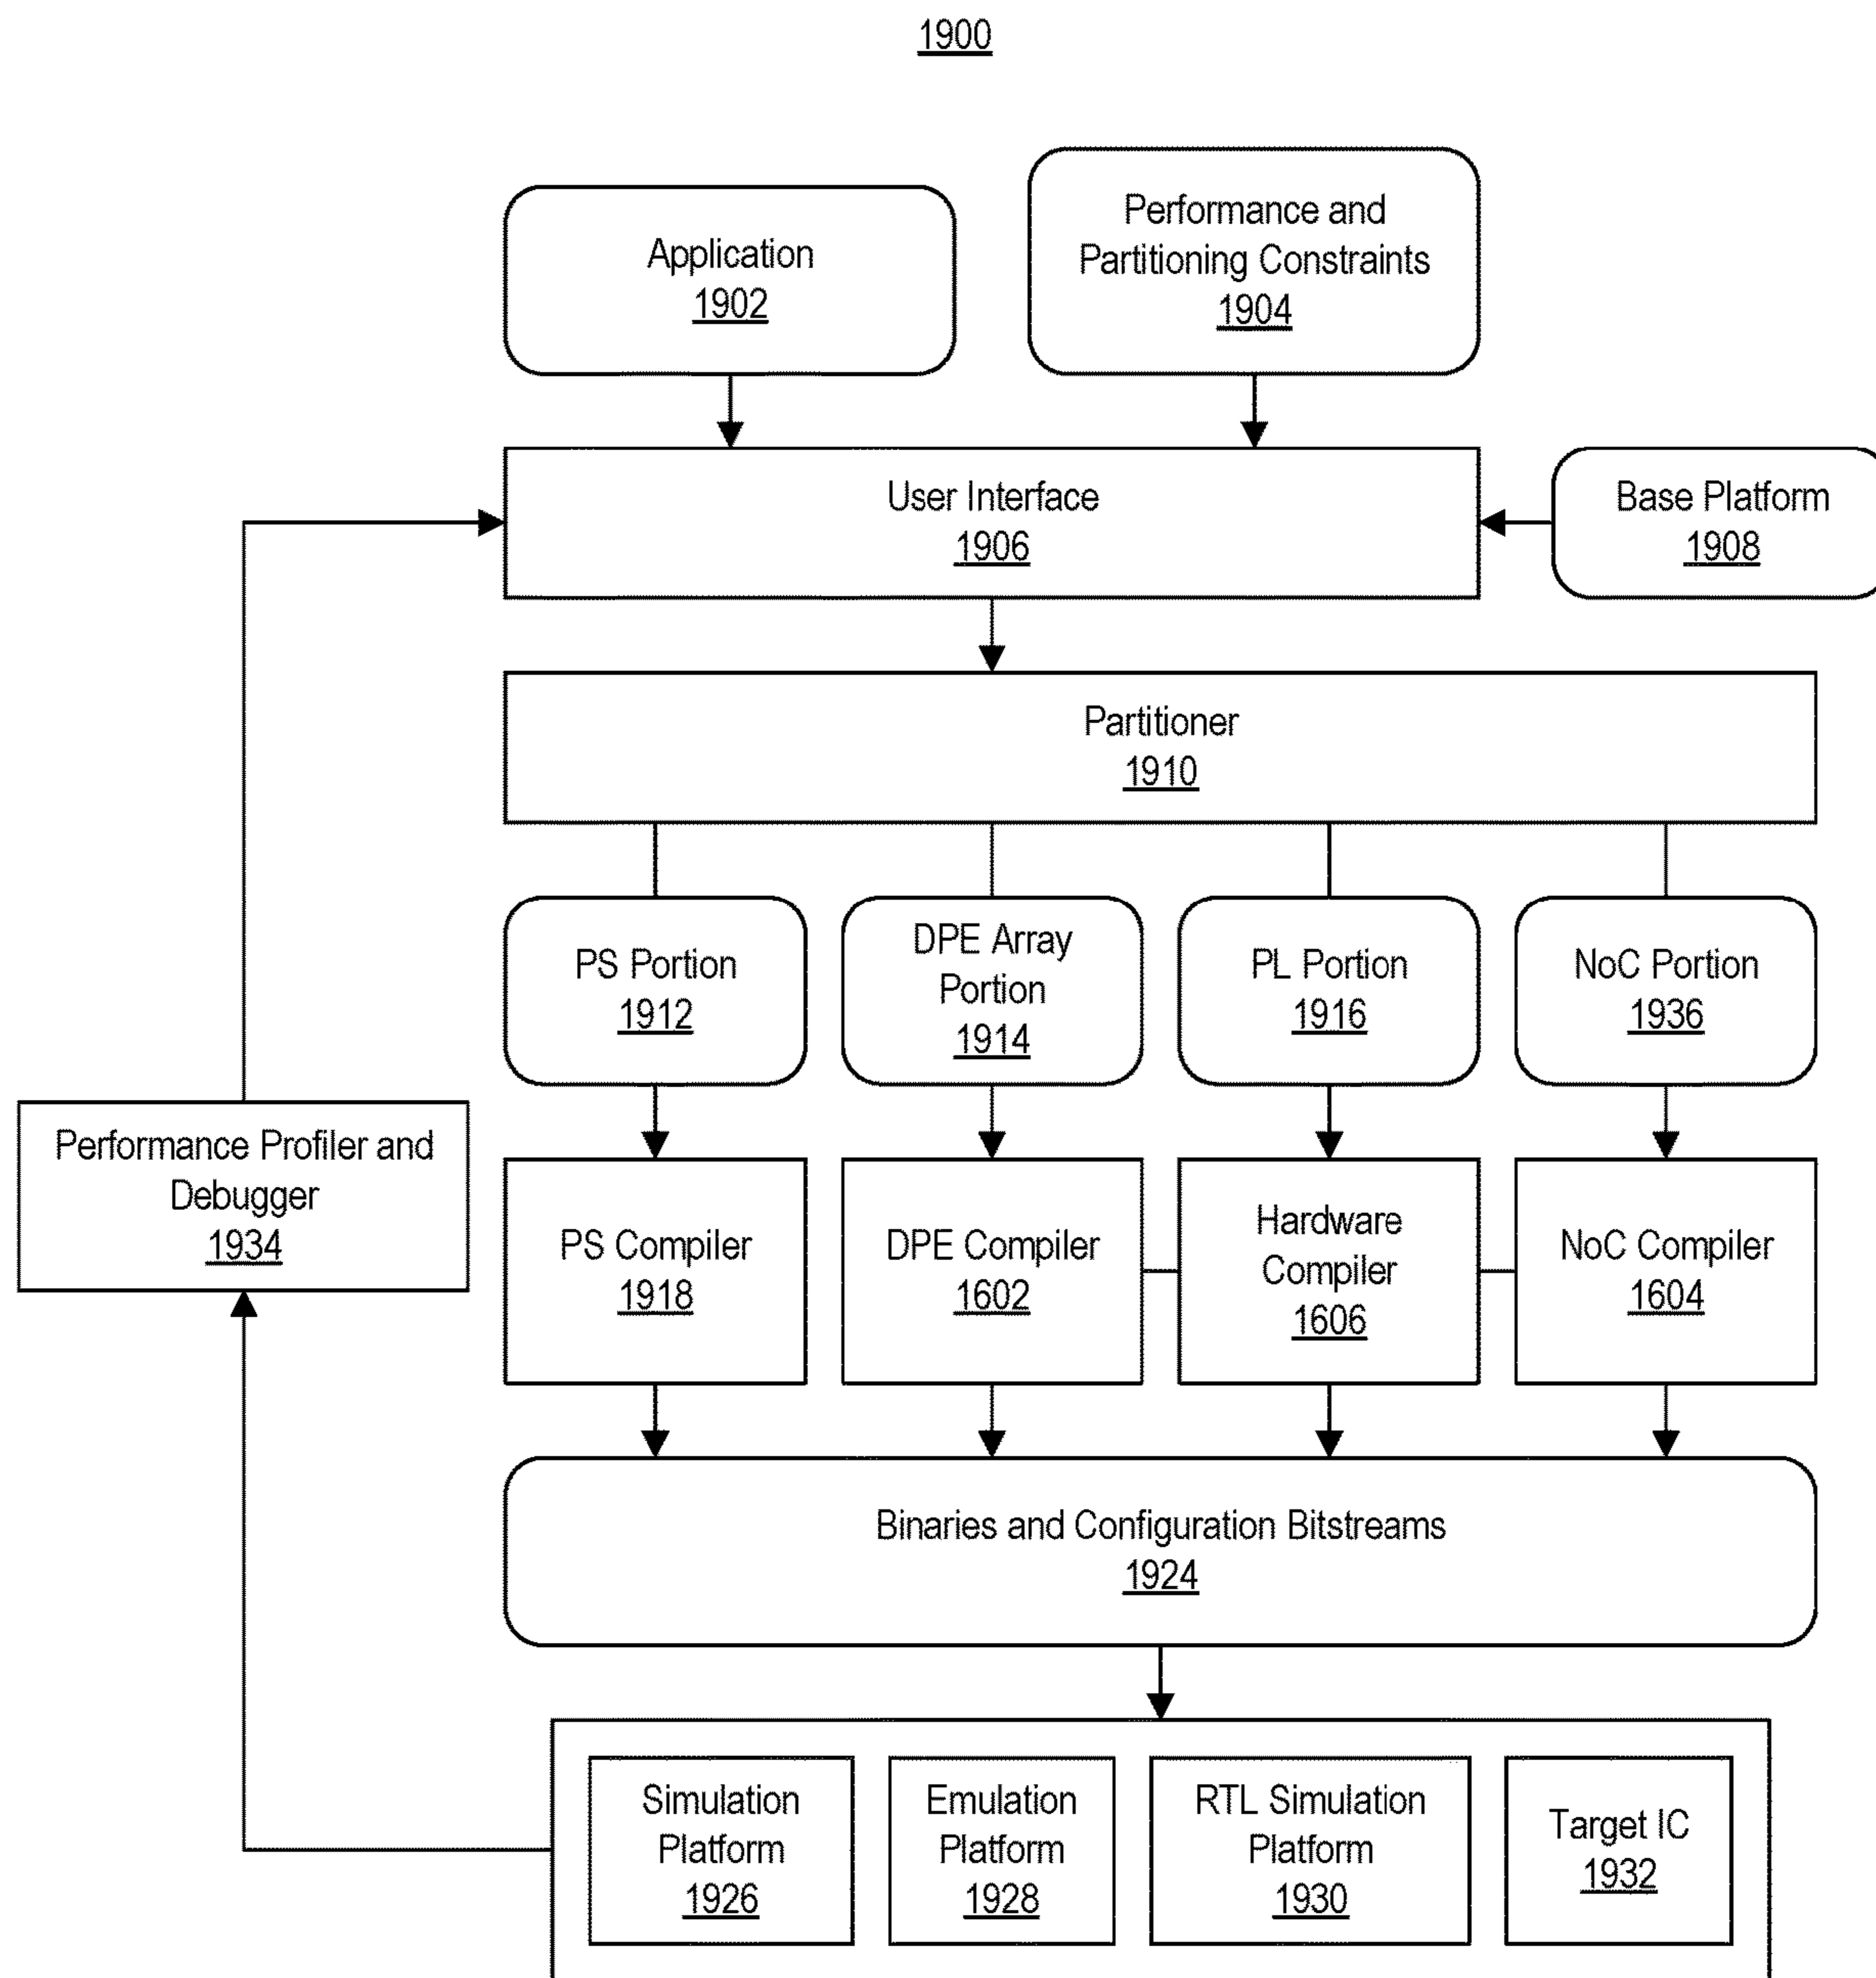 1900
Application
1902
Performance and
Partitioning Constraints
1904
User Interface
1906
Base Platform
1908
Partitioner
1910
PS Portion
1912
DPE Array
Portion
1914
PL Portion
1916
NoC Portion
1936
Performance Profiler and
Debugger
1934
PS Compiler
1918
DPE Compiler
1602
Hardware
Compiler
1606
NoC Compiler
1604
Binaries and Configuration Bitstreams
1924
Simulation
Platform
1926
Emulation
Platform
1928
RTL Simulation
Platform
1930
Target IC
1932